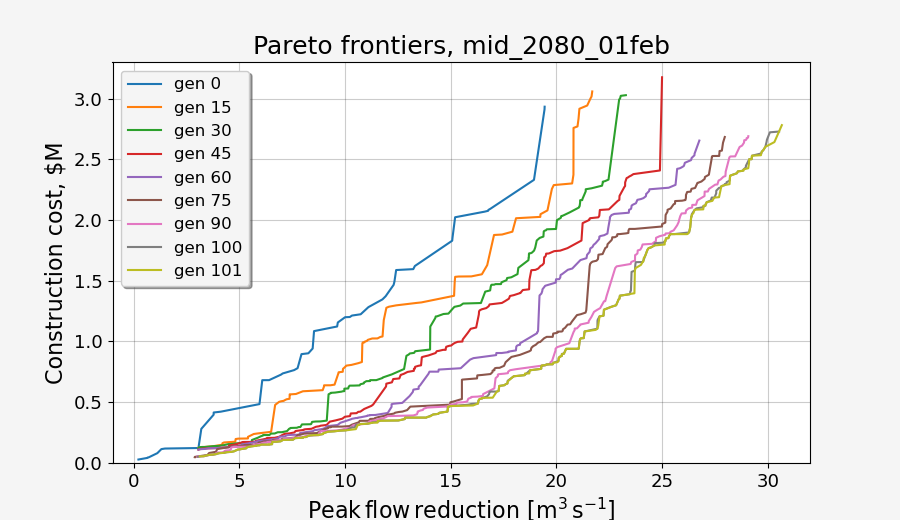 Pareto frontiers, mid_2080_01feb
Construction cost, $M
3.0
2.5
2.0
1.5
1.0
0.5
0.0
gen 0
gen 15
gen 30
gen 45
gen 60
gen 75
gen 90
gen 100
gen 101
0 5 10 15 20 25 30
Peak flow reduction [m³ s⁻¹]